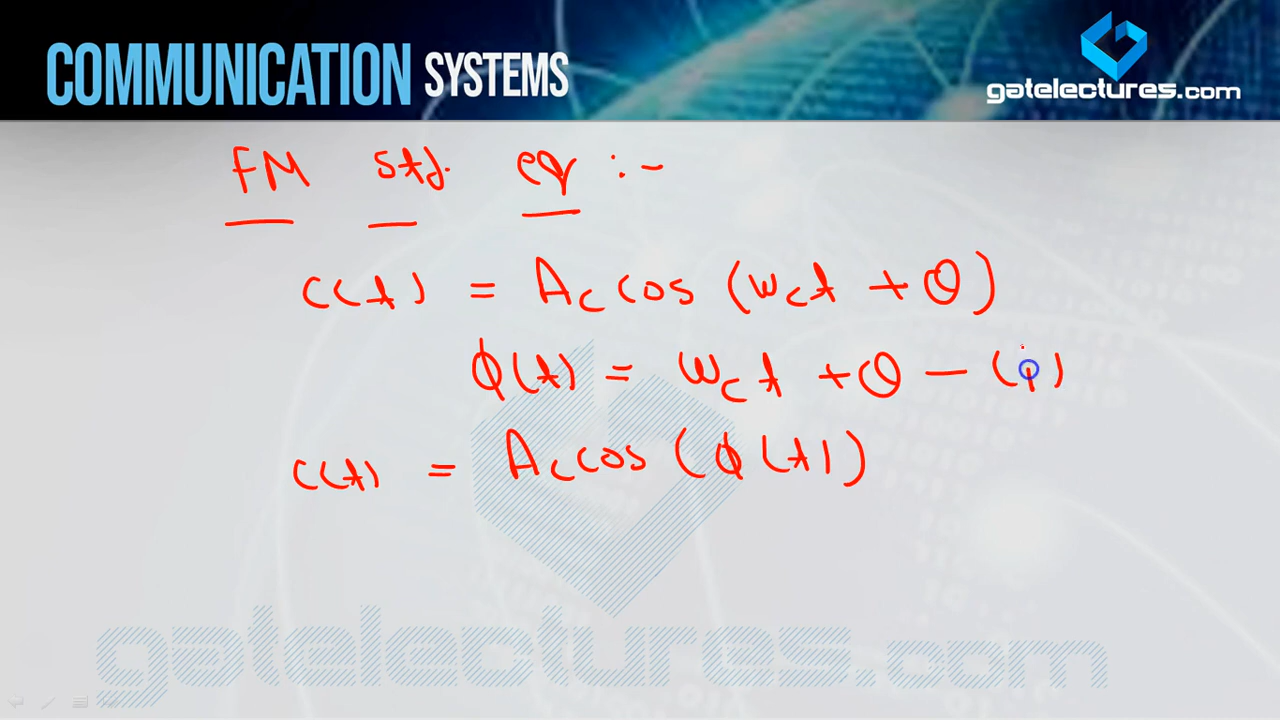 COMMUNICATION SYSTEMS
gatelectures.com
FM std. eq :-
c(t) = Ac cos (ωct + θ)
ϕ(t) = ωct + θ – (1)
c(t) = Ac cos (ϕ(t))
gatelectures.com